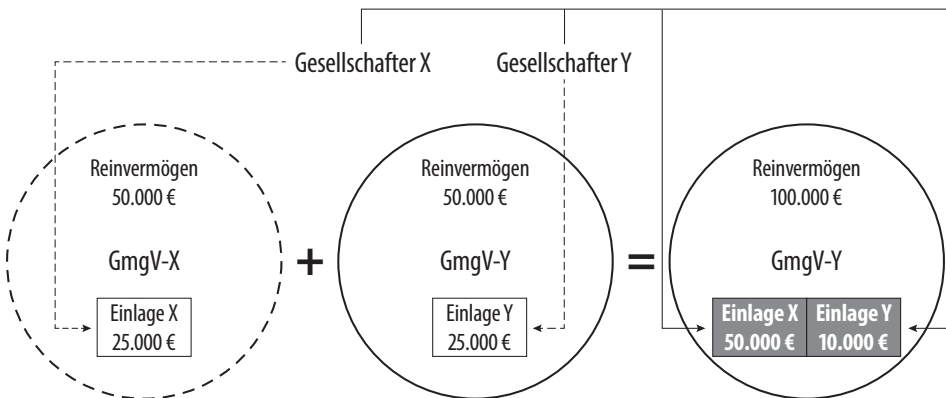 Gesellschafter X
Gesellschafter Y
Reinvermögen
50.000 €
GmgV-X
Einlage X
25.000 €
+
Reinvermögen
50.000 €
GmgV-Y
Einlage Y
25.000 €
=
Reinvermögen
100.000 €
GmgV-Y
Einlage X
50.000 €
Einlage Y
10.000 €